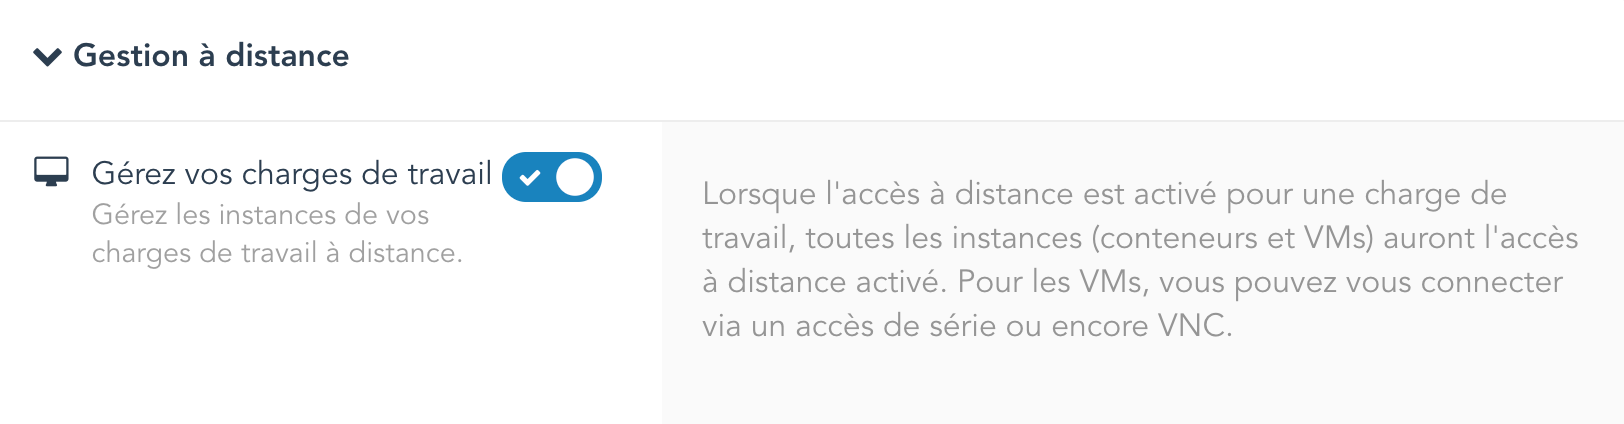 Gestion à distance
Gérez vos charges de travail
Gérez les instances de vos
charges de travail à distance.
Lorsque l'accès à distance est activé pour une charge de
travail, toutes les instances (conteneurs et VMs) auront l'accès
à distance activé. Pour les VMs, vous pouvez vous connecter
via un accès de série ou encore VNC.